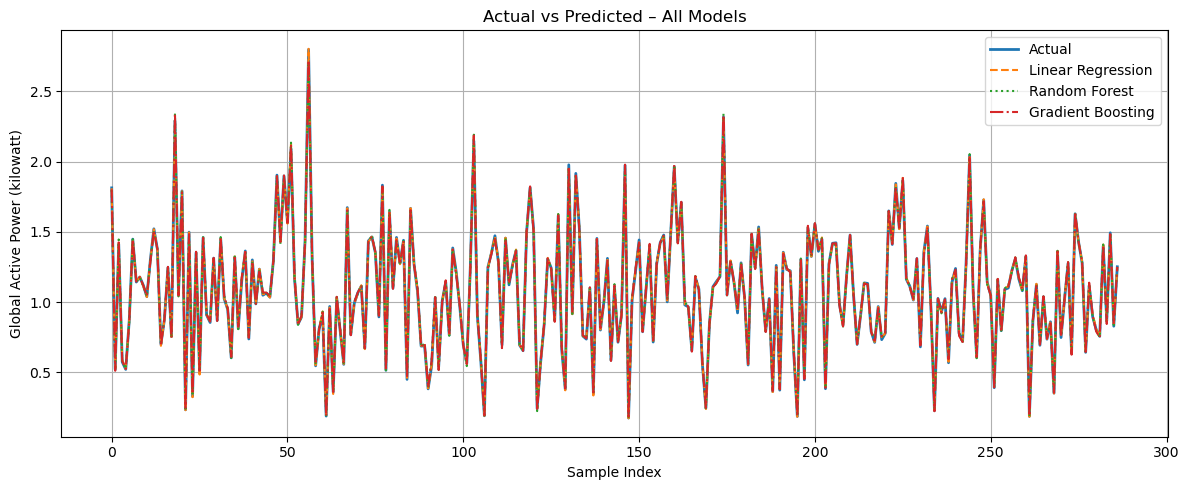 Actual vs Predicted – All Models
Global Active Power (kilowatt)
2.5
2.0
1.5
1.0
0.5
Actual
Linear Regression
Random Forest
Gradient Boosting
0
50
100
150
200
250
300
Sample Index